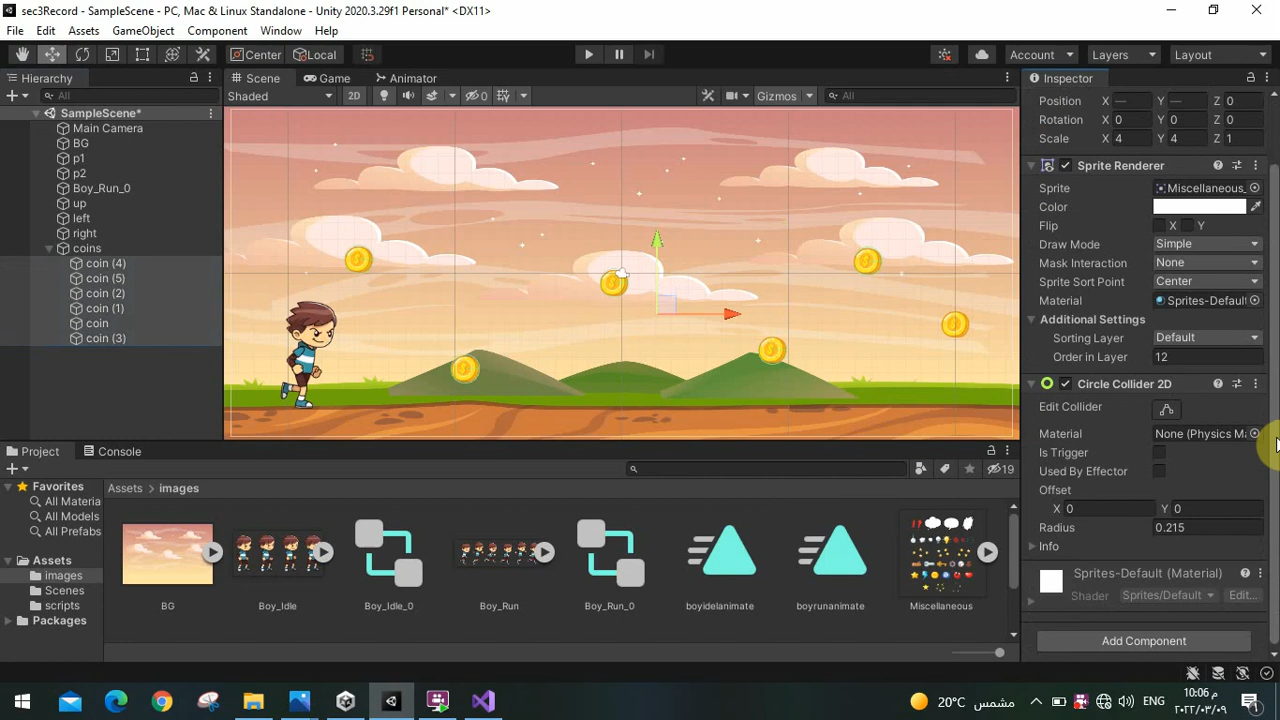 sec3Record - SampleScene - PC, Mac & Linux Standalone - Unity 2020.3.29f1 Personal* <DX11>
File Edit Assets GameObject Component Window Help
Center Local Account Layers Layout
Hierarchy
All
SampleScene*
Main Camera
BG
p1
p2
Boy_Run_0
up
left
right
coins
coin (4)
coin (5)
coin (2)
coin (1)
coin
coin (3)
Scene Game Animator
Shaded 2D 0 Gizmos All
Inspector
Position X — Y — Z 0
Rotation X 0 Y 0 Z 0
Scale X 4 Y 4 Z 1
Sprite Renderer
Sprite Miscellaneous_
Color
Flip X Y
Draw Mode Simple
Mask Interaction None
Sprite Sort Point Center
Material Sprites-Default
Additional Settings
Sorting Layer Default
Order in Layer 12
Circle Collider 2D
Edit Collider
Material None (Physics Ma
Is Trigger
Used By Effector
Offset
X 0 Y 0
Radius 0.215
Info
Sprites-Default (Material)
Shader Sprites/Default Edit...
Add Component
Project Console
19
Favorites
All Materia
All Models
All Prefabs
Assets
images
Scenes
scripts
Packages
Assets > images
BG
Boy_Idle
Boy_Idle_0
Boy_Run
Boy_Run_0
boyidelanimate
boyrunanimate
Miscellaneous
20°C مشمس
ENG
10:06 م
٢٠٢٢/٠٣/٠٩
1